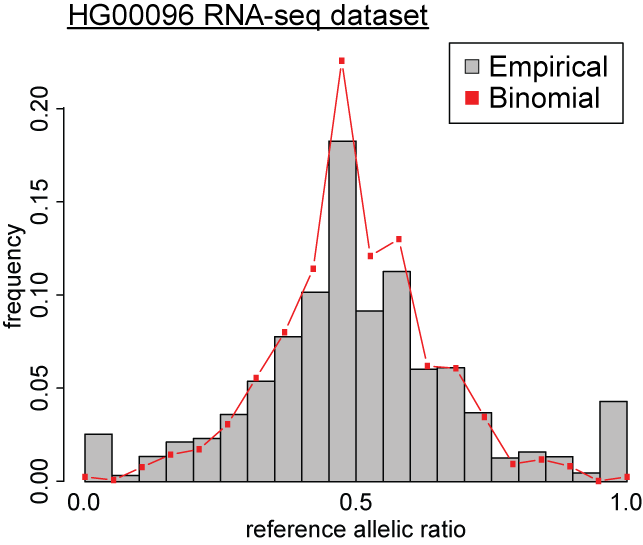 HG00096 RNA-seq dataset
Empirical
Binomial
frequency
0.20
0.15
0.10
0.05
0.00
0.0
0.5
1.0
reference allelic ratio